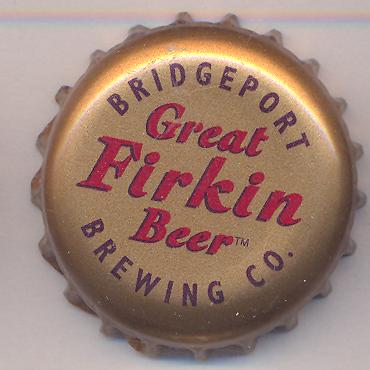 BRIDGEPORT
Great
Firkin
Beer™
BREWING CO.